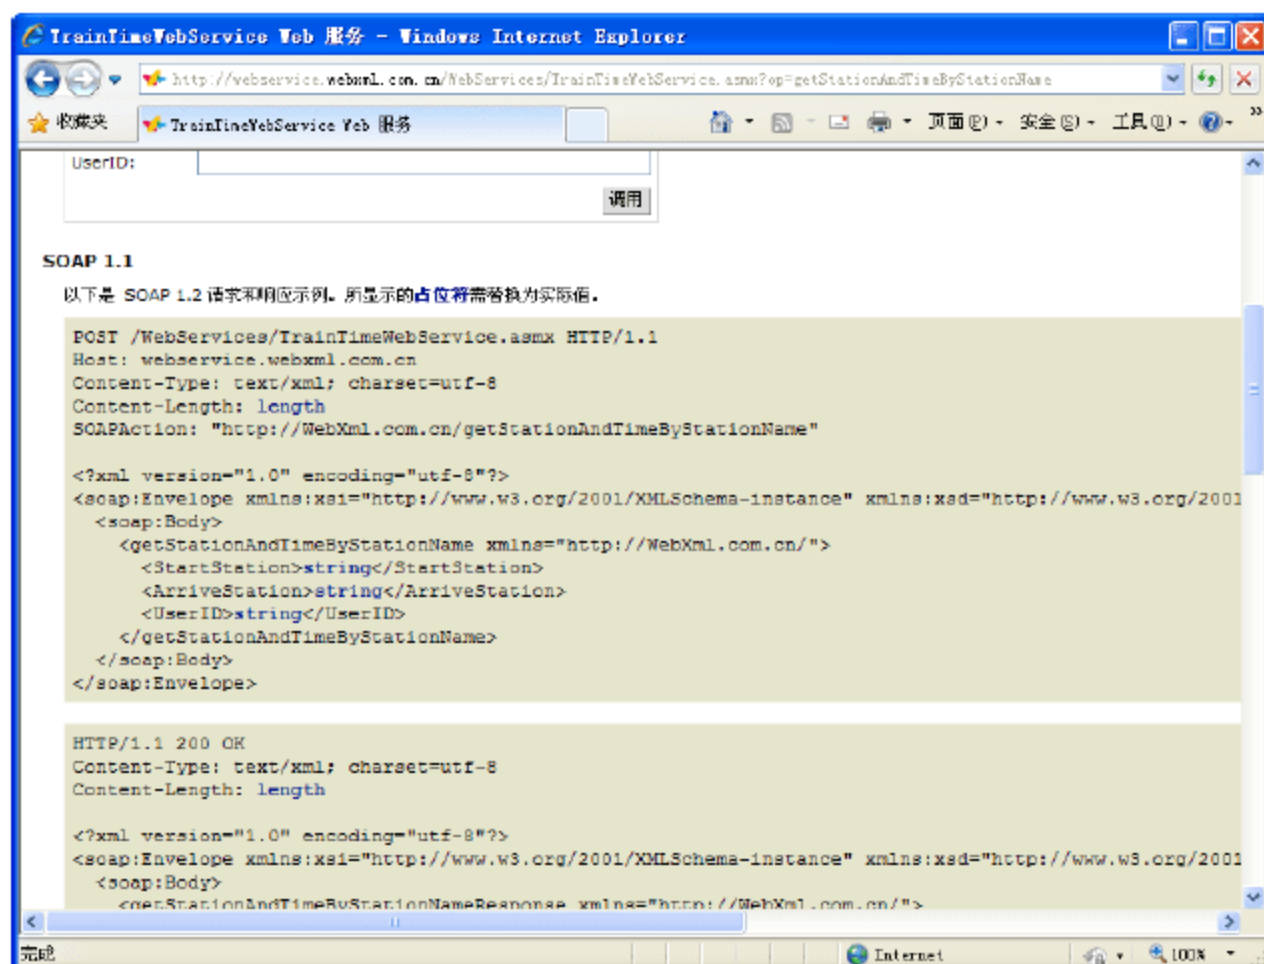 TrainTimeWebService Web 服务 - Windows Internet Explorer
http://webservice.webxml.com.cn/WebServices/TrainTimeWebService.asmx?op=getStationAndTimeByStationName
收藏夹
TrainTimeWebService Web 服务
页面(P)
安全(S)
工具(O)
UserID:
调用
SOAP 1.1
以下是 SOAP 1.2 请求和响应示例。所显示的占位符需替换为实际值。
POST /WebServices/TrainTimeWebService.asmx HTTP/1.1
Host: webservice.webxml.com.cn
Content-Type: text/xml; charset=utf-8
Content-Length: length
SOAPAction: "http://WebXml.com.cn/getStationAndTimeByStationName"
<?xml version="1.0" encoding="utf-8"?>
<soap:Envelope xmlns:xsi="http://www.w3.org/2001/XMLSchema-instance" xmlns:xsd="http://www.w3.org/2001
<soap:Body>
<getStationAndTimeByStationName xmlns="http://WebXml.com.cn/">
<StartStation>string</StartStation>
<ArriveStation>string</ArriveStation>
<UserID>string</UserID>
</getStationAndTimeByStationName>
</soap:Body>
</soap:Envelope>
HTTP/1.1 200 OK
Content-Type: text/xml; charset=utf-8
Content-Length: length
<?xml version="1.0" encoding="utf-8"?>
<soap:Envelope xmlns:xsi="http://www.w3.org/2001/XMLSchema-instance" xmlns:xsd="http://www.w3.org/2001
<soap:Body>
<getStationAndTimeByStationNameResponse xmlns="http://WebXml.com.cn/">
完成
Internet
100%